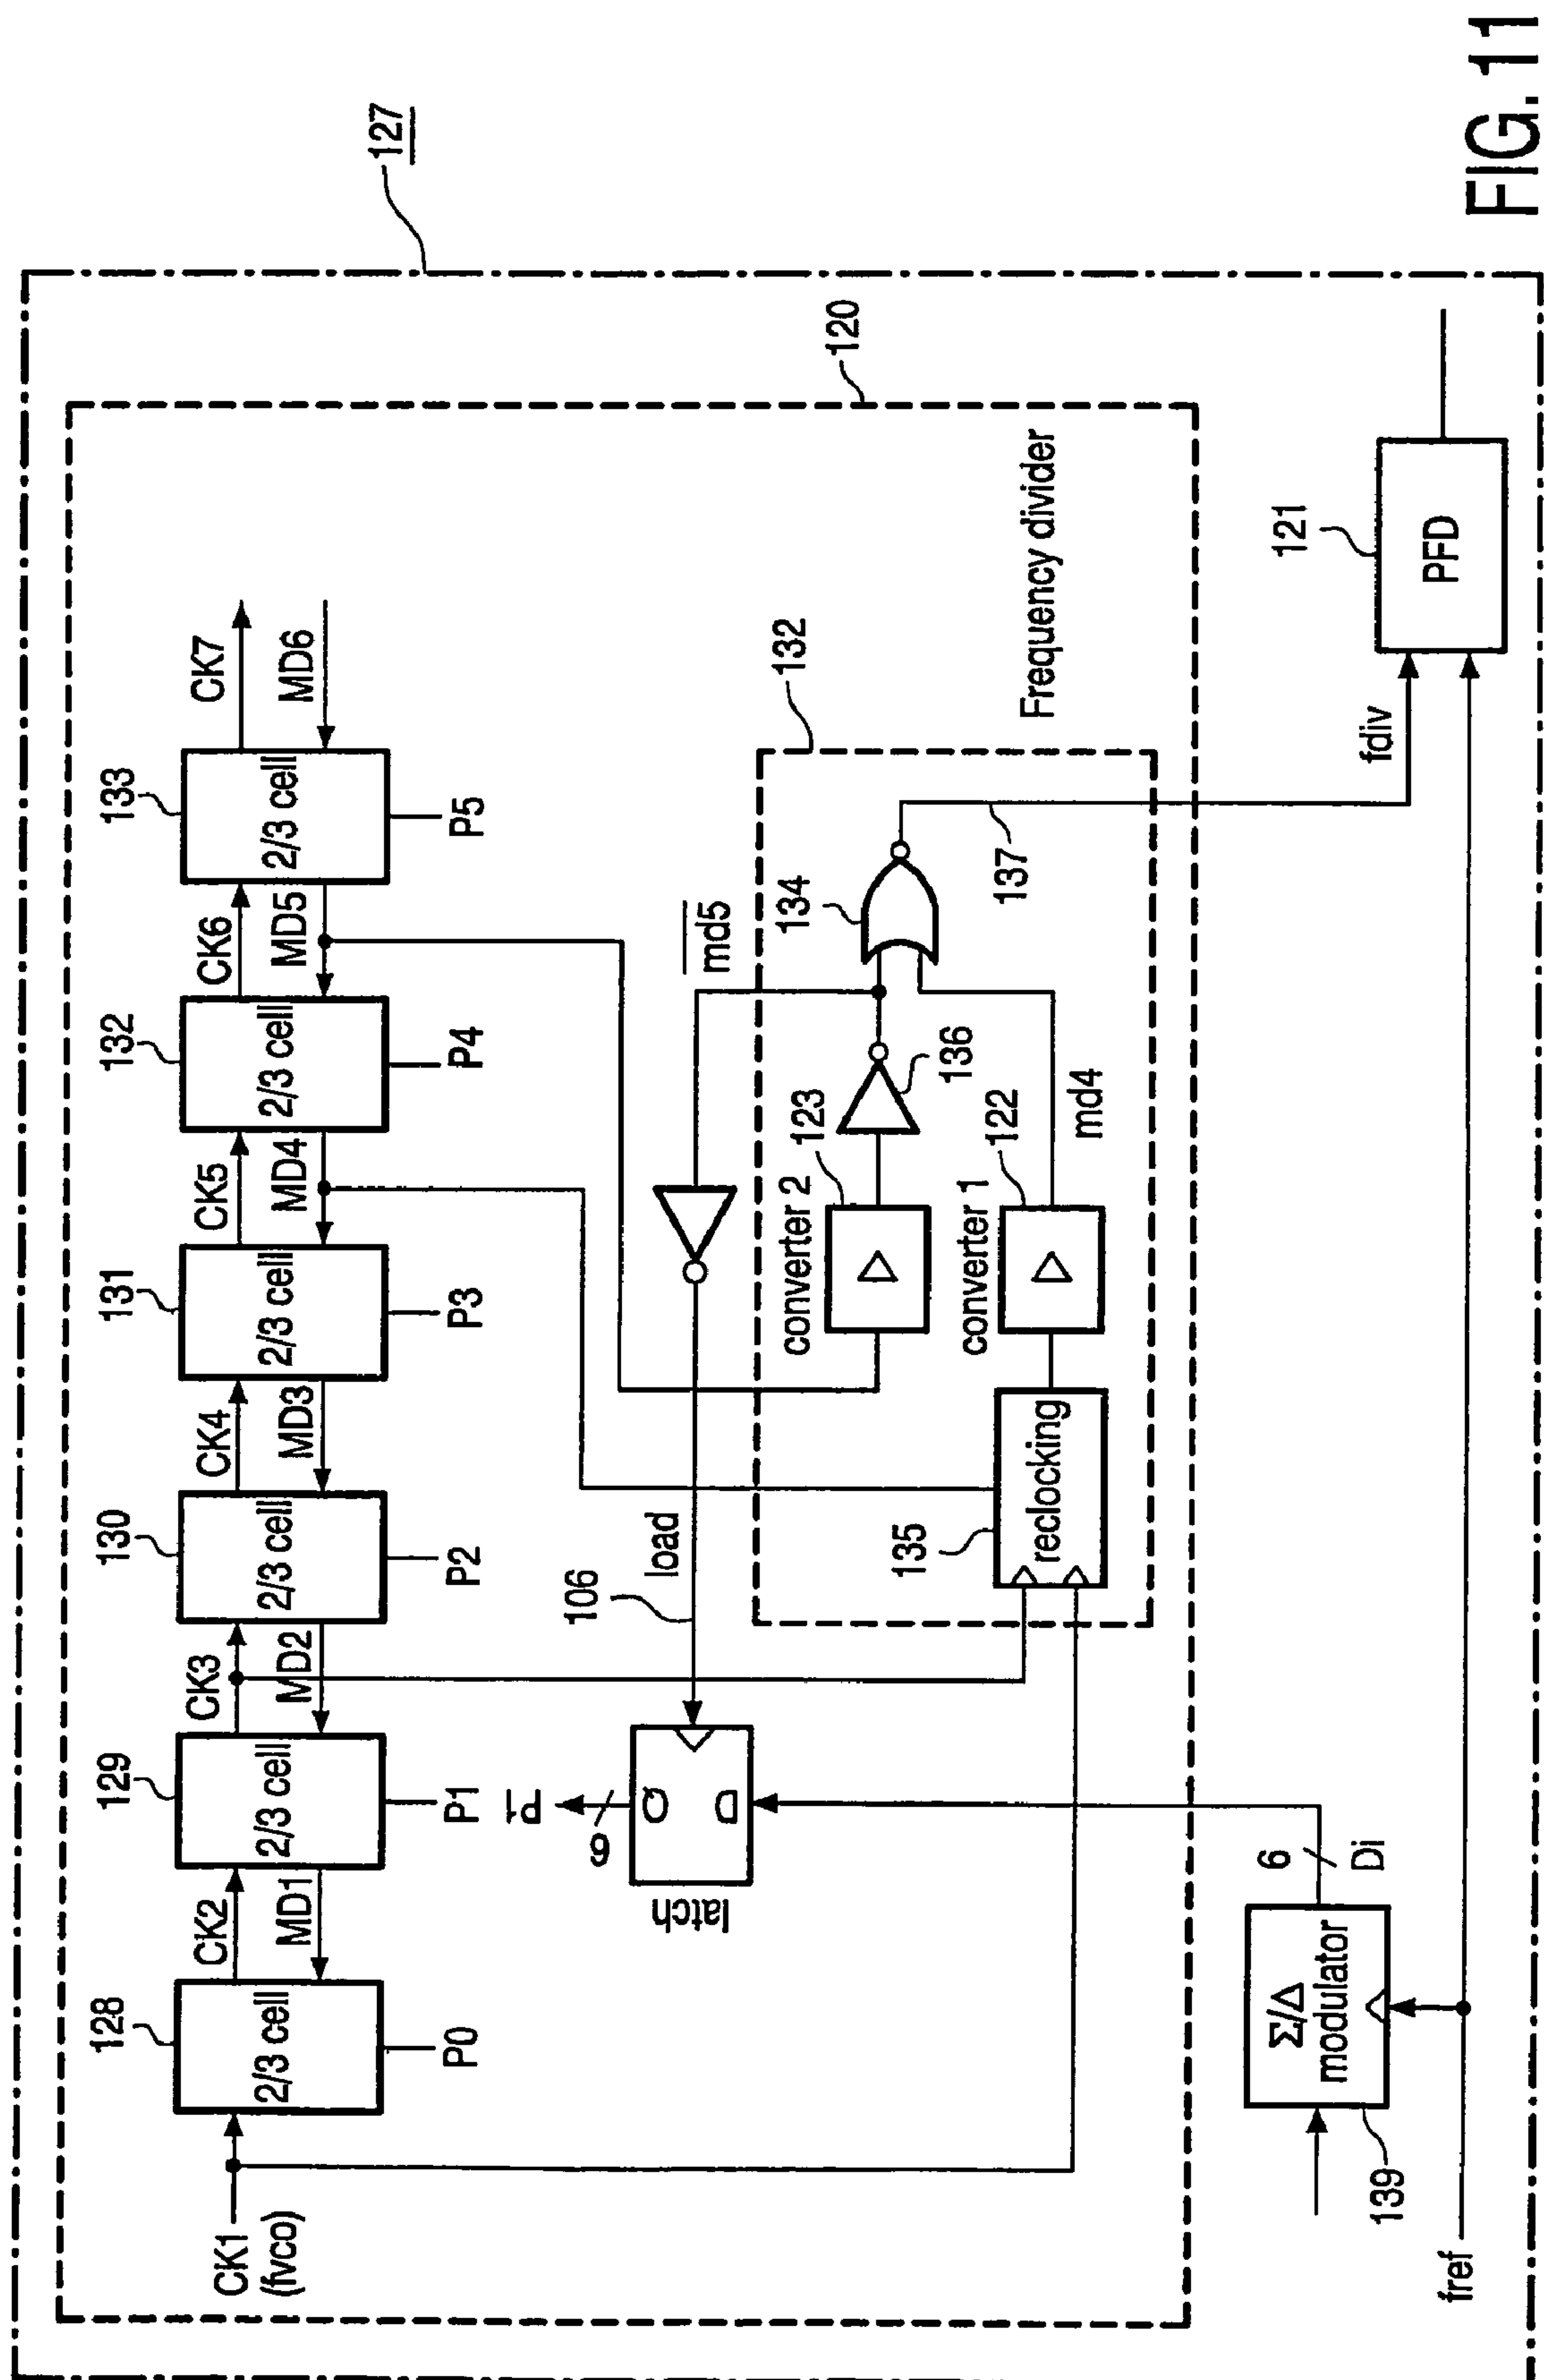 FIG. 11
127
120
128
129
130
131
132
133
2/3 cell
2/3 cell
2/3 cell
2/3 cell
2/3 cell
2/3 cell
CK1
(fvco)
CK2
CK3
CK4
CK5
CK6
CK7
MD1
MD2
MD3
MD4
MD5
MD6
P0
P1
P2
P3
P4
P5
Pi
6
Q
D
latch
106
load
md5
132
converter 2
123
136
134
converter 1
122
md4
135
reclocking
137
Frequency divider
6
Di
Σ/Δ
modulator
139
fref
fdiv
121
PFD